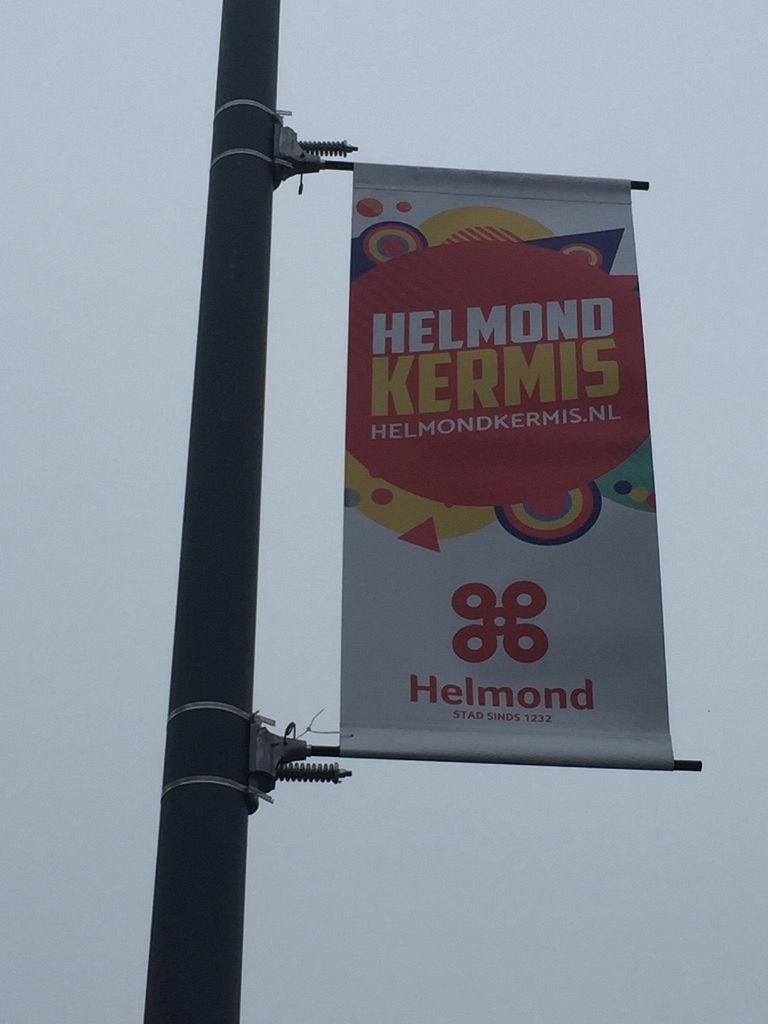 HELMOND
KERMIS
HELMONDKERMIS.NL
Helmond
STAD SINDS 1232